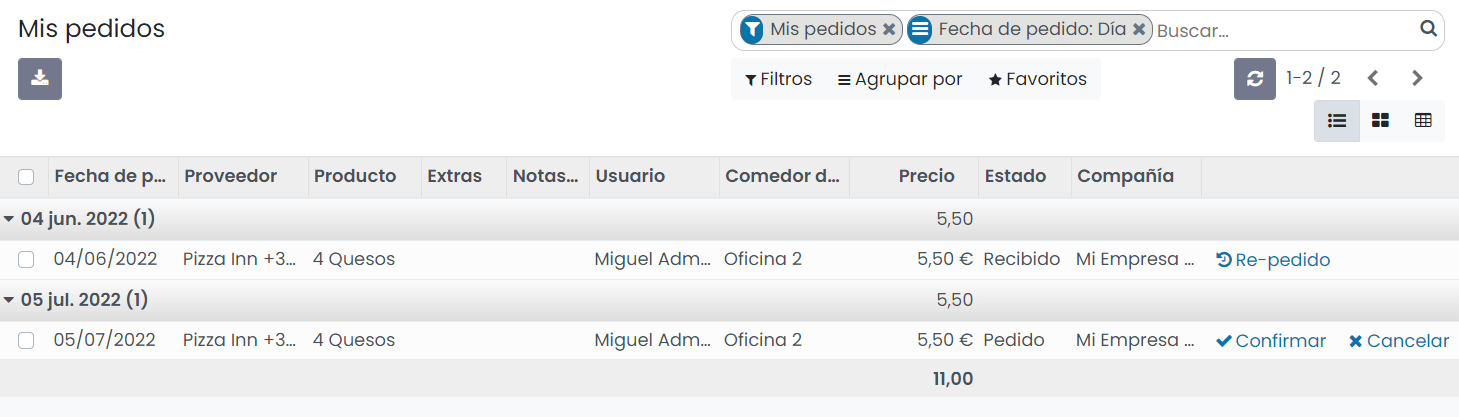 Mis pedidos
Mis pedidos Fecha de pedido: Día Buscar...
Filtros Agrupar por Favoritos 1-2 / 2
Fecha de p... Proveedor Producto Extras Notas... Usuario Comedor d... Precio Estado Compañía
04 jun. 2022 (1) 5,50
04/06/2022 Pizza Inn +3... 4 Quesos Miguel Adm... Oficina 2 5,50 € Recibido Mi Empresa ... Re-pedido
05 jul. 2022 (1) 5,50
05/07/2022 Pizza Inn +3... 4 Quesos Miguel Adm... Oficina 2 5,50 € Pedido Mi Empresa ... Confirmar Cancelar
11,00